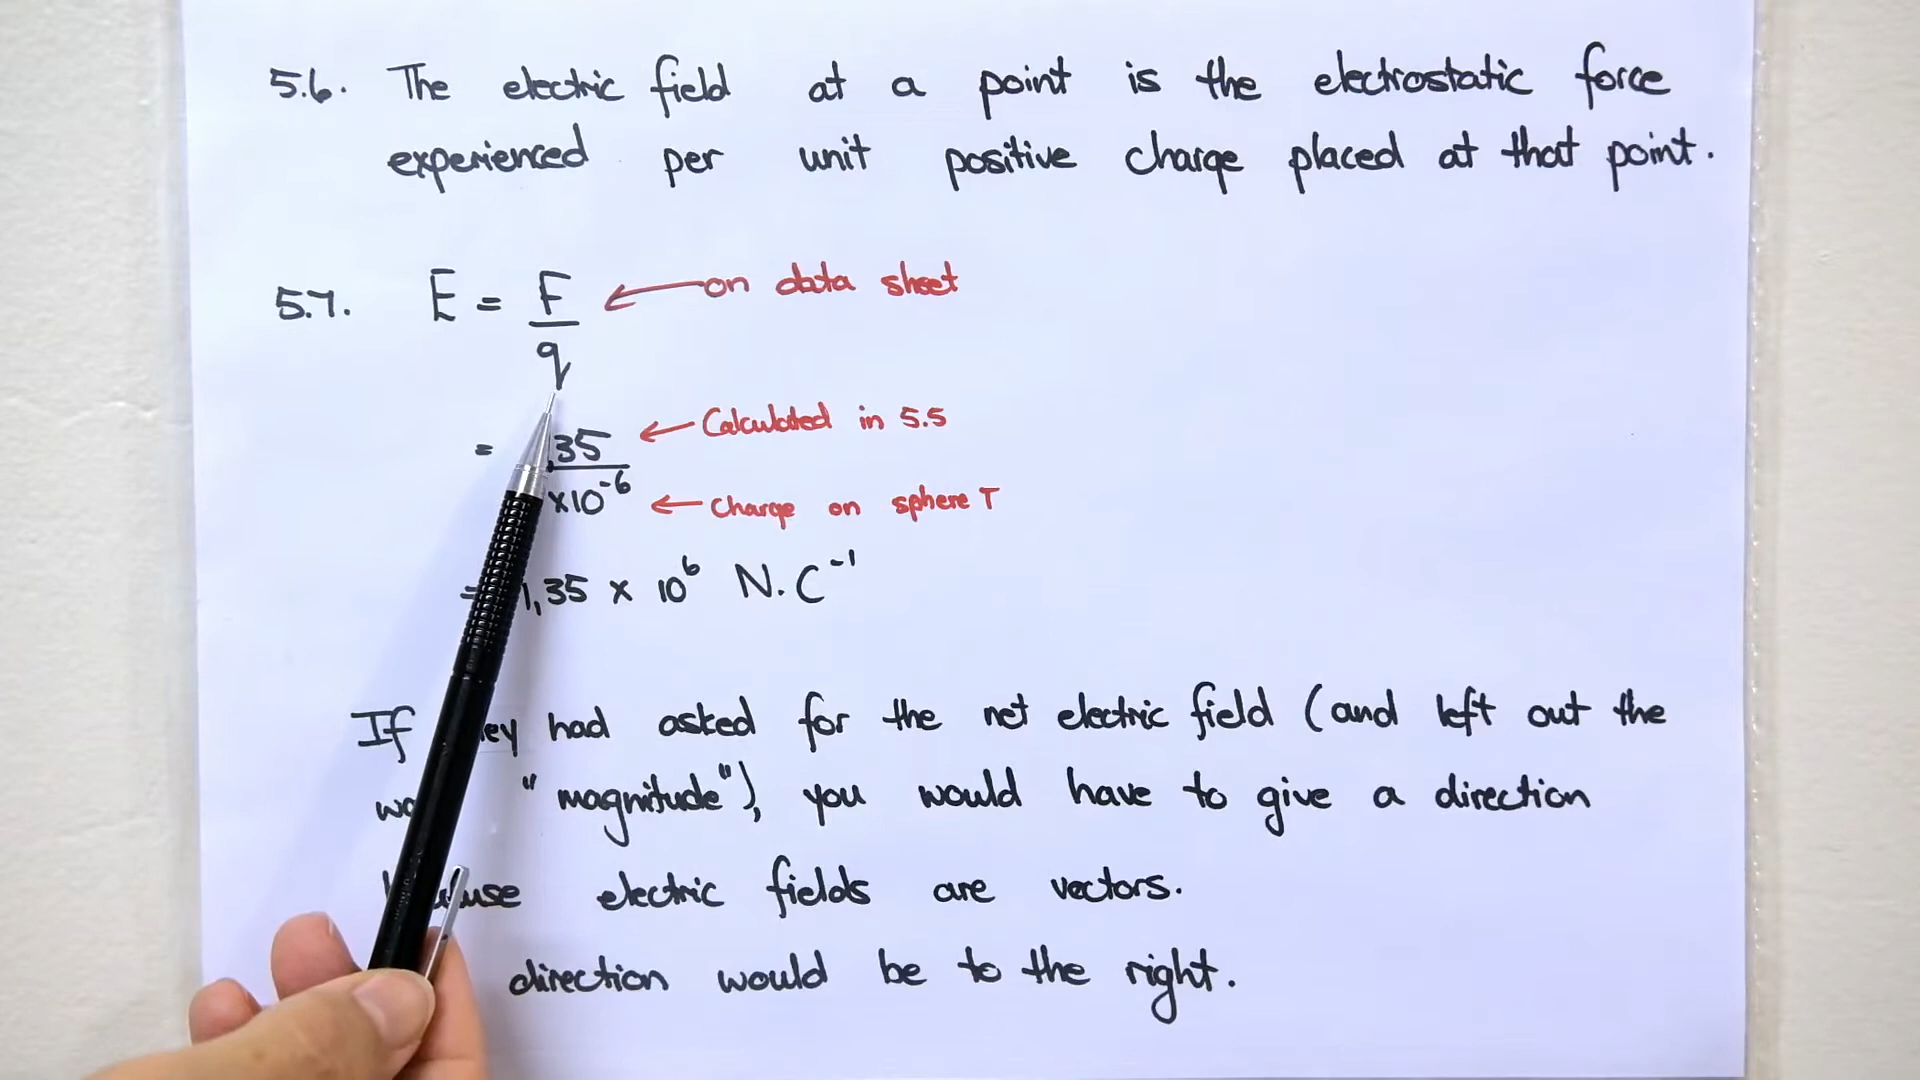 5.6. The electric field at a point is the electrostatic force
experienced per unit positive charge placed at that point.
5.7. E = F/q ← on data sheet
= ,35 ← Calculated in 5.5
×10⁻⁶ ← Charge on sphere T
= 1,35 × 10⁶ N.C⁻¹
If had asked for the net electric field (and left out the
"magnitude"), you would have to give a direction
electric fields are vectors.
direction would be to the right.